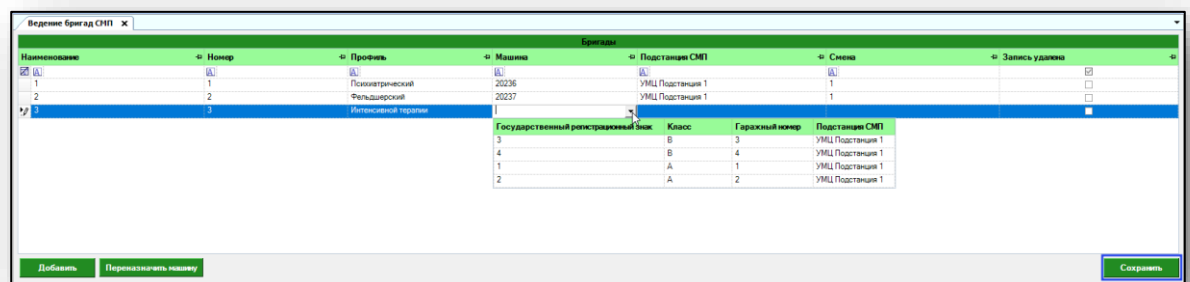 Ведение бригад СМП X
Бригады
Наименование Номер Профиль Машина Подстанция СМП Смена Запись удалена
1 1 Психиатрический 20236 УМЦ Подстанция 1 1
2 2 Фельдшерский 20237 УМЦ Подстанция 1 1
3 3 Интенсивной терапии
Государственный регистрационный знак Класс Гаражный номер Подстанция СМП
3 B 3 УМЦ Подстанция 1
4 B 4 УМЦ Подстанция 1
1 A 1 УМЦ Подстанция 1
2 A 2 УМЦ Подстанция 1
Добавить Переназначить машину Сохранить